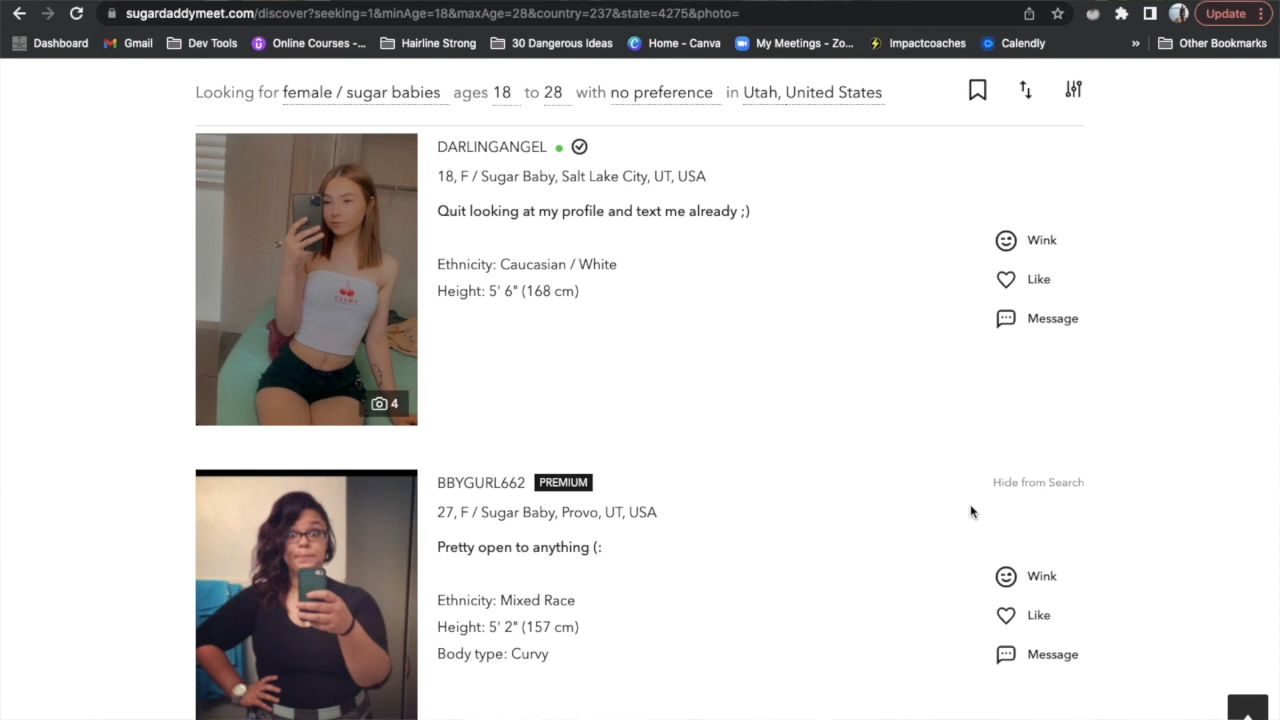 sugardaddymeet.com/discover?seeking=1&minAge=18&maxAge=28&country=237&state=4275&photo=
Update
Dashboard Gmail Dev Tools Online Courses -... Hairline Strong 30 Dangerous Ideas Home - Canva My Meetings - Zo... Impactcoaches Calendly » Other Bookmarks
Looking for female / sugar babies ages 18 to 28 with no preference in Utah, United States
DARLINGANGEL
18, F / Sugar Baby, Salt Lake City, UT, USA
Quit looking at my profile and text me already ;)
Wink
Ethnicity: Caucasian / White
Like
Height: 5' 6" (168 cm)
Message
4
BBYGURL662 PREMIUM
Hide from Search
27, F / Sugar Baby, Provo, UT, USA
Pretty open to anything (:
Wink
Ethnicity: Mixed Race
Like
Height: 5' 2" (157 cm)
Body type: Curvy
Message